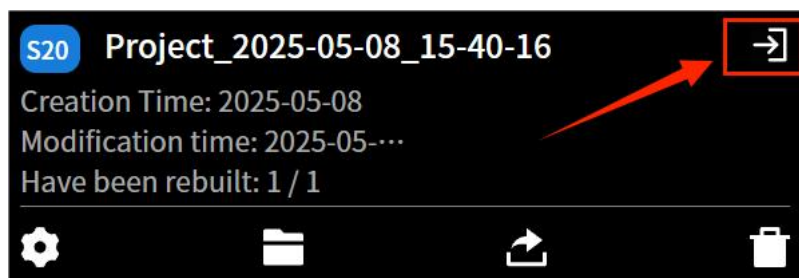 S20 Project_2025-05-08_15-40-16
Creation Time: 2025-05-08
Modification time: 2025-05-···
Have been rebuilt: 1 / 1